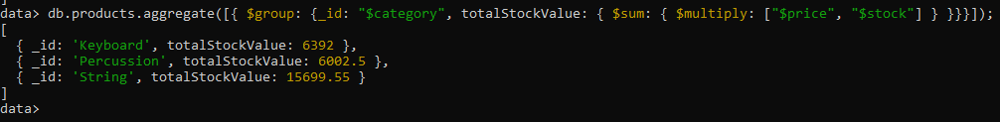 data> db.products.aggregate([{ $group: {_id: "$category", totalStockValue: { $sum: { $multiply: ["$price", "$stock"] } }}}]);
[
  { _id: 'Keyboard', totalStockValue: 6392 },
  { _id: 'Percussion', totalStockValue: 6002.5 },
  { _id: 'String', totalStockValue: 15699.55 }
]
data>